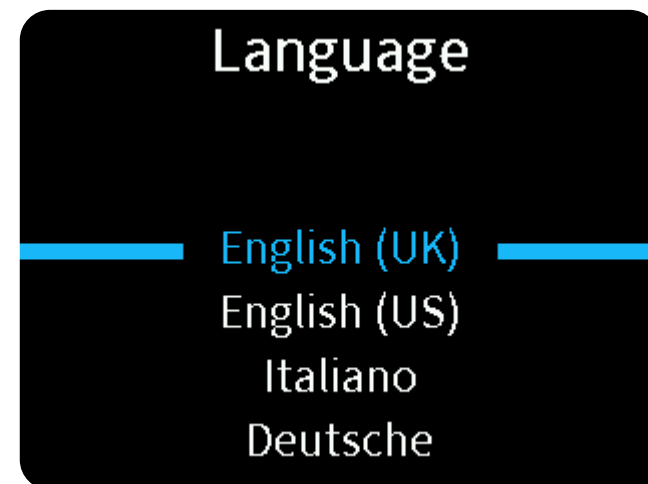 Language
English (UK)
English (US)
Italiano
Deutsche